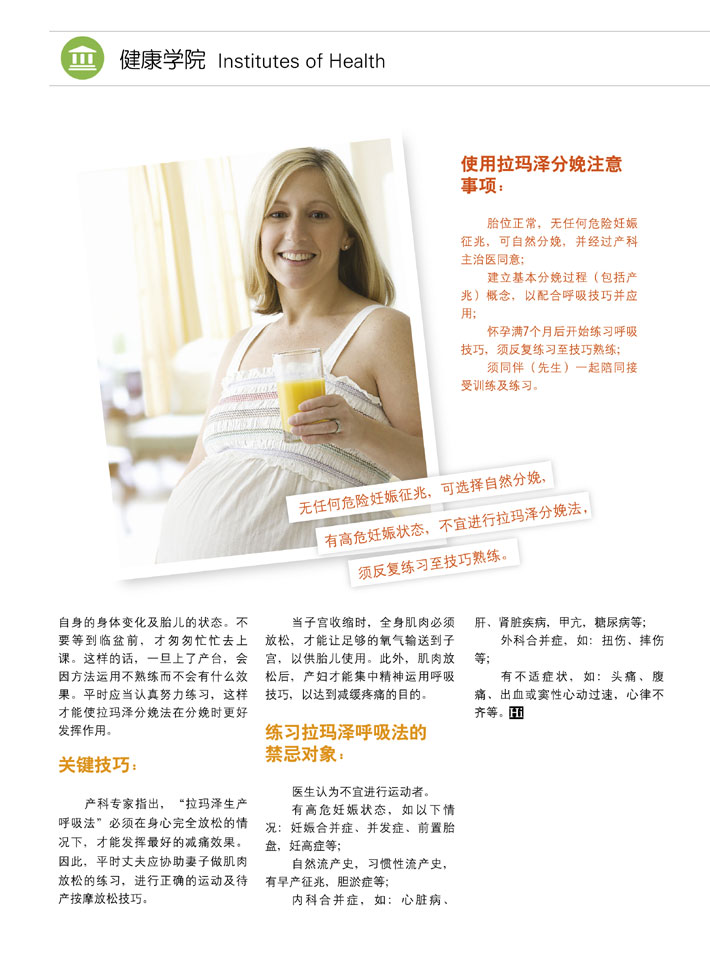 健康学院 Institutes of Health
使用拉玛泽分娩注意
事项：
胎位正常，无任何危险妊娠
征兆，可自然分娩，并经过产科
主治医同意；
建立基本分娩过程（包括产
兆）概念，以配合呼吸技巧并应
用；
怀孕满7个月后开始练习呼吸
技巧，须反复练习至技巧熟练；
须同伴（先生）一起陪同接
受训练及练习。
无任何危险妊娠征兆，可选择自然分娩，
有高危妊娠状态，不宜进行拉玛泽分娩法，
须反复练习至技巧熟练。
自身的身体变化及胎儿的状态。不
要等到临盆前，才匆匆忙忙去上
课。这样的话，一旦上了产台，会
因方法运用不熟练而不会有什么效
果。平时应当认真努力练习，这样
才能使拉玛泽分娩法在分娩时更好
发挥作用。
关键技巧：
产科专家指出，“拉玛泽生产
呼吸法”必须在身心完全放松的情
况下，才能发挥最好的减痛效果。
因此，平时丈夫应协助妻子做肌肉
放松的练习，进行正确的运动及待
产按摩放松技巧。
当子宫收缩时，全身肌肉必须
放松，才能让足够的氧气输送到子
宫，以供胎儿使用。此外，肌肉放
松后，产妇才能集中精神运用呼吸
技巧，以达到减缓疼痛的目的。
练习拉玛泽呼吸法的
禁忌对象：
医生认为不宜进行运动者。
有高危妊娠状态，如以下情
况：妊娠合并症、并发症、前置胎
盘，妊高症等；
自然流产史，习惯性流产史，
有早产征兆，胆淤症等；
内科合并症，如：心脏病、
肝、肾脏疾病，甲亢，糖尿病等；
外科合并症，如：扭伤、摔伤
等；
有不适症状，如：头痛、腹
痛、出血或窦性心动过速，心律不
齐等。Hi